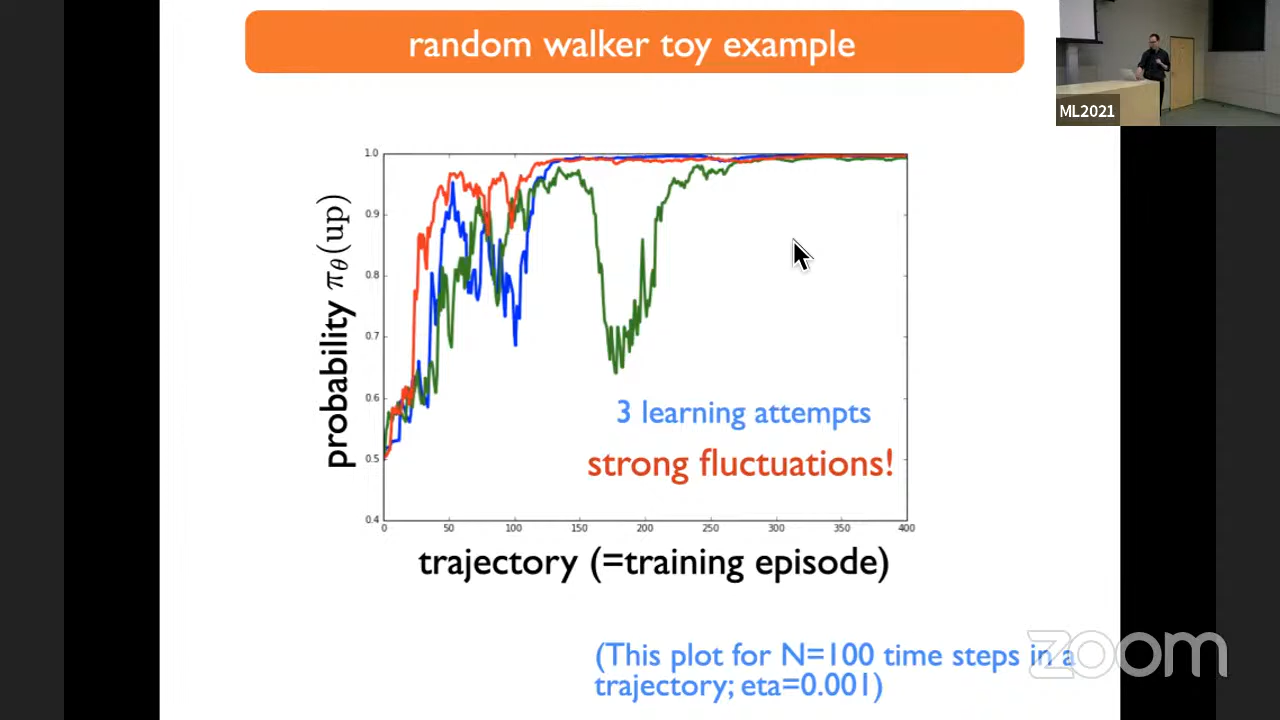 random walker toy example
ML2021
probability πθ(up)
1.0
0.9
0.8
0.7
0.6
0.5
0.4
3 learning attempts
strong fluctuations!
0
50
100
150
200
250
300
350
400
trajectory (=training episode)
(This plot for N=100 time steps in a
trajectory; eta=0.001)
zoom